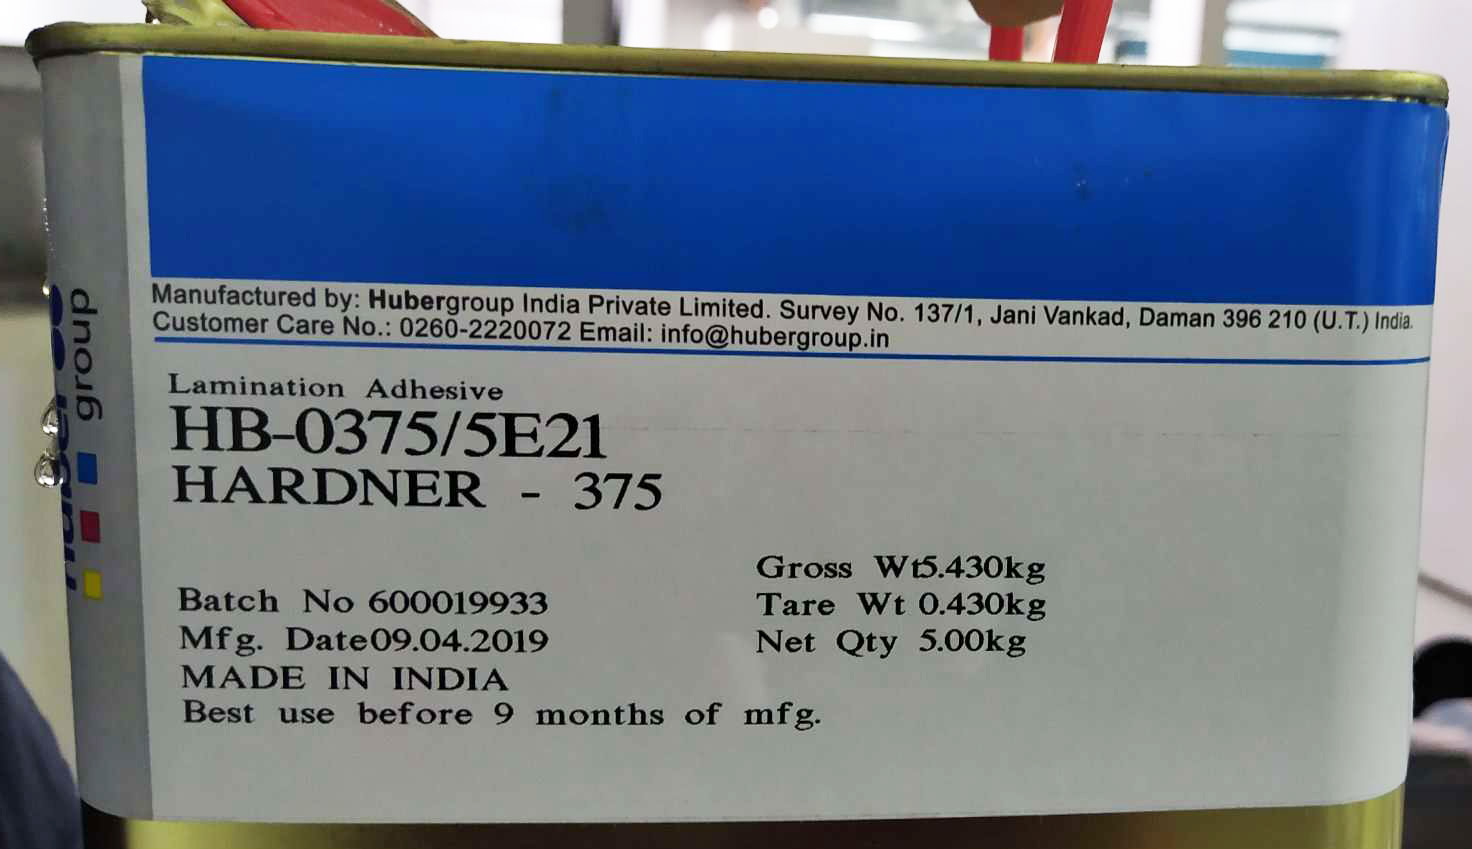 Manufactured by: Hubergroup India Private Limited. Survey No. 137/1, Jani Vankad, Daman 396 210 (U.T.) India.
Customer Care No.: 0260-2220072 Email: info@hubergroup.in
Lamination Adhesive
HB-0375/5E21
HARDNER - 375
Gross Wt5.430kg
Batch No 600019933
Tare Wt 0.430kg
Mfg. Date09.04.2019
Net Qty 5.00kg
MADE IN INDIA
Best use before 9 months of mfg.
huber
group